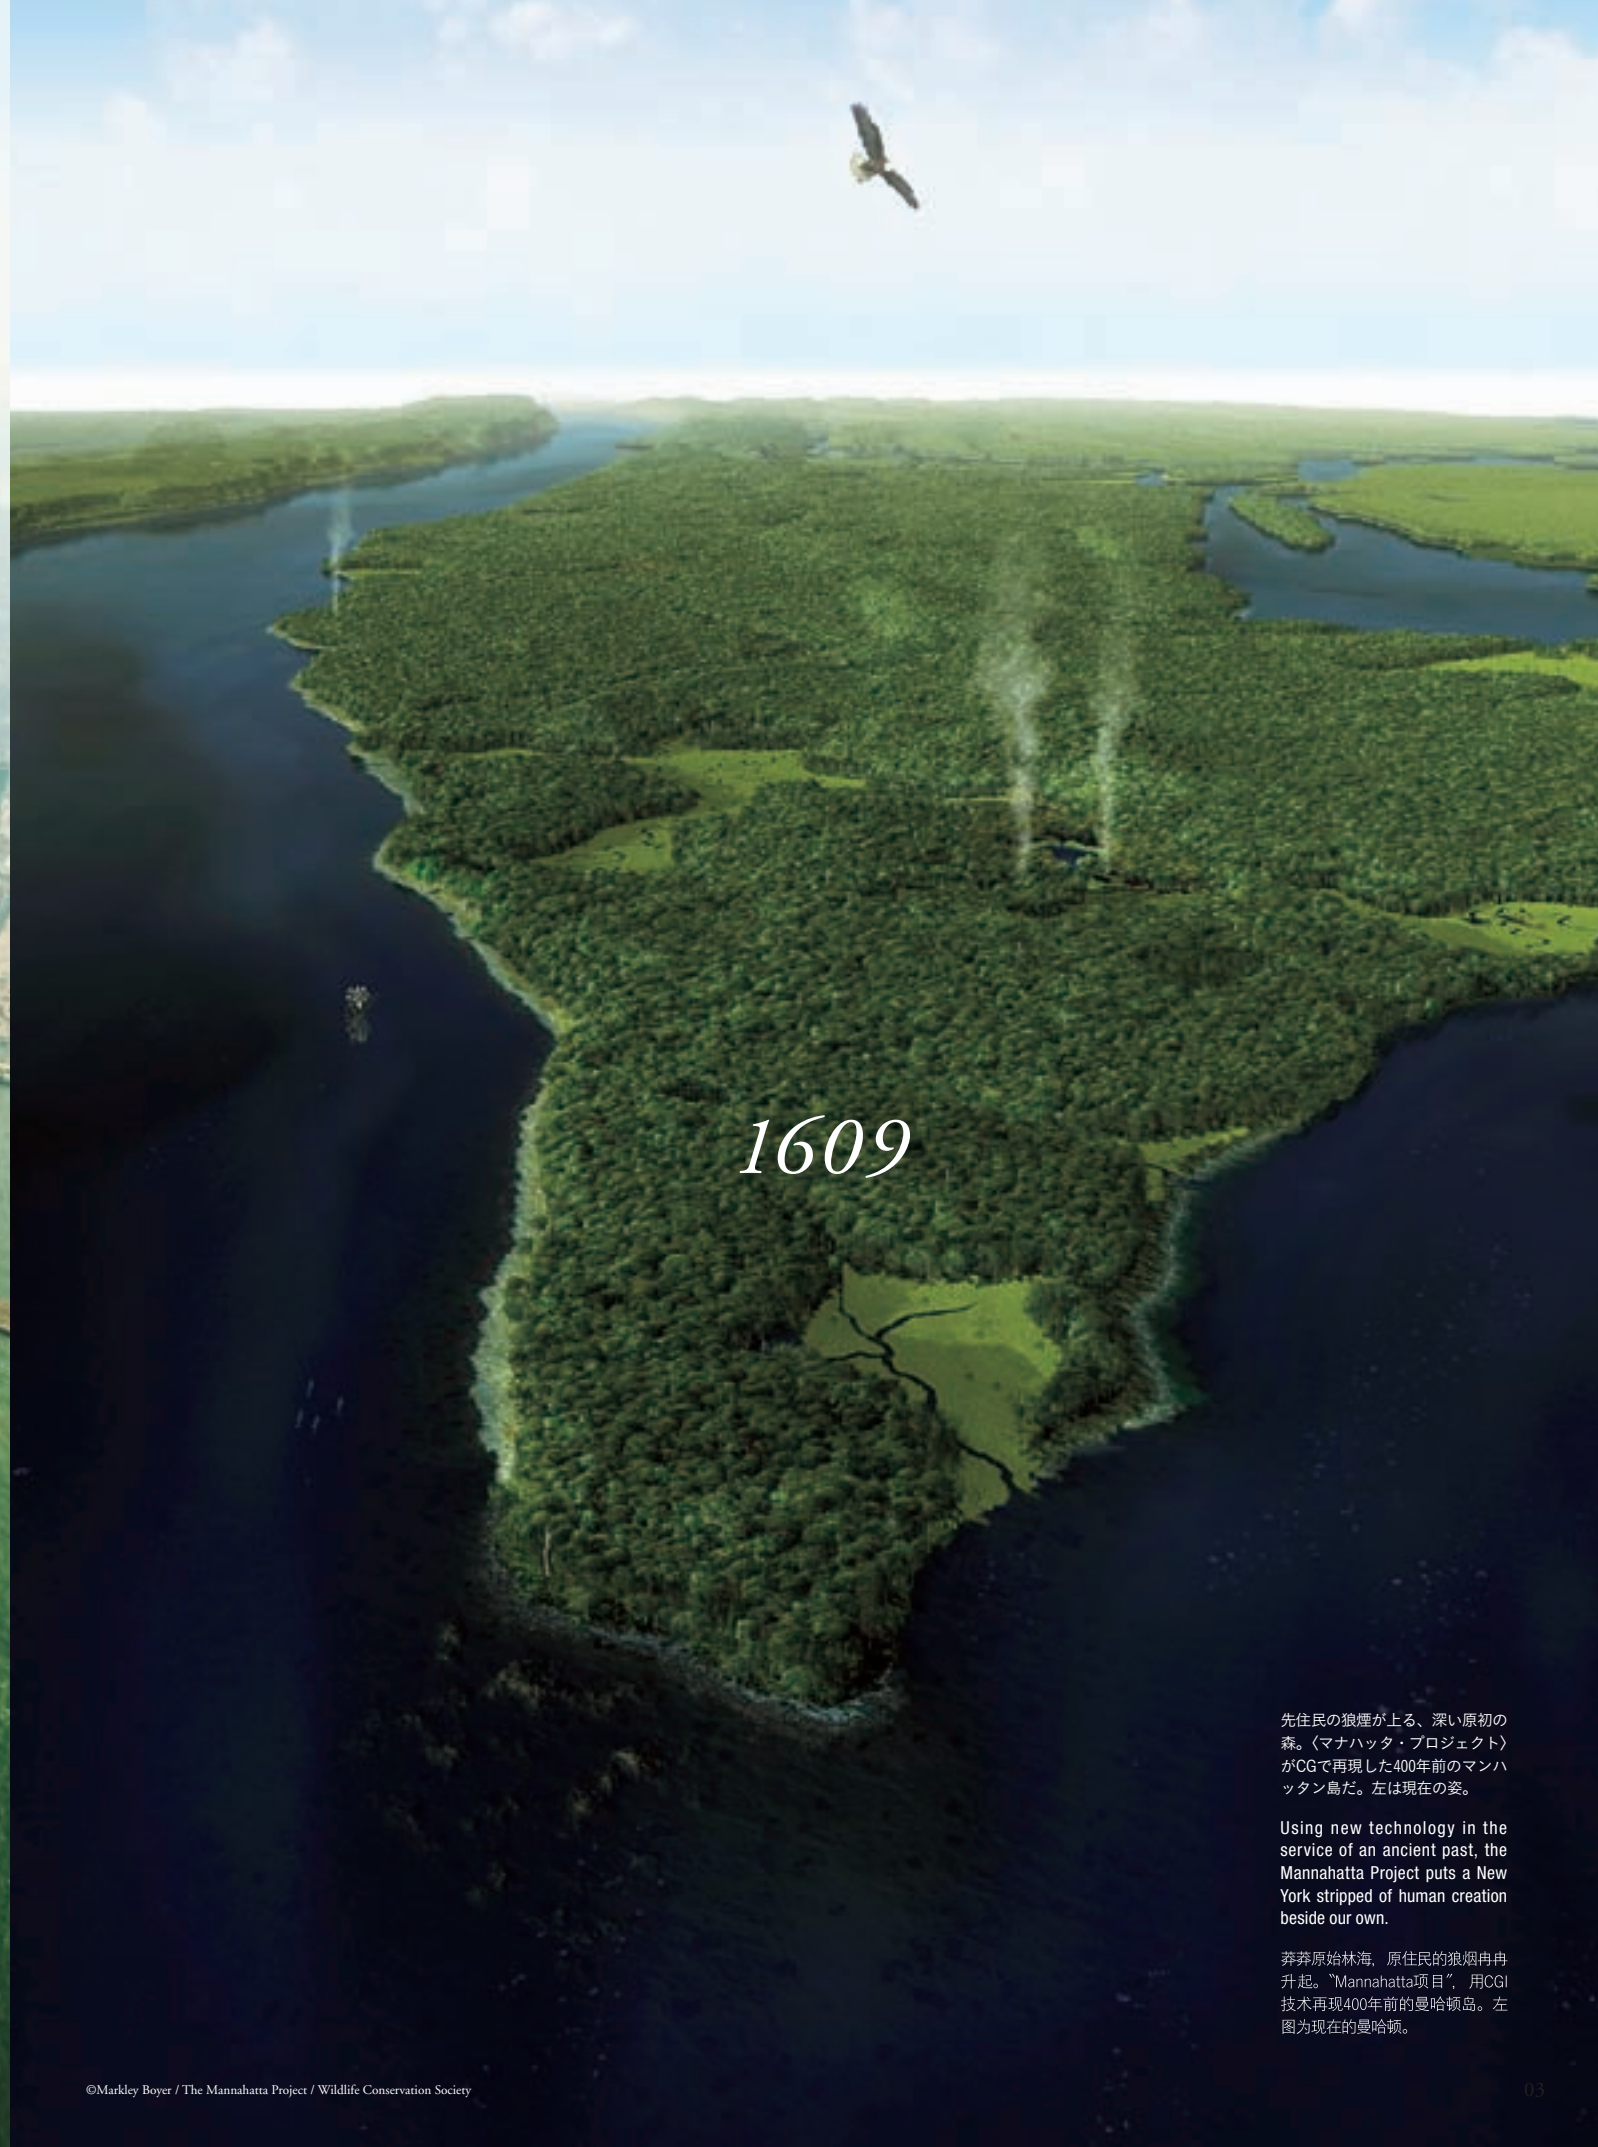 1609
先住民の狼煙が上る、深い原初の
森。〈マナハッタ・プロジェクト〉
がCGで再現した400年前のマンハ
ッタン島だ。左は現在の姿。
Using new technology in the
service of an ancient past, the
Mannahatta Project puts a New
York stripped of human creation
beside our own.
莽莽原始林海，原住民的狼烟冉冉
升起。〝Mannahatta项目〞，用CGI
技术再现400年前的曼哈顿岛。左
图为现在的曼哈顿。
©Markley Boyer / The Mannahatta Project / Wildlife Conservation Society
03